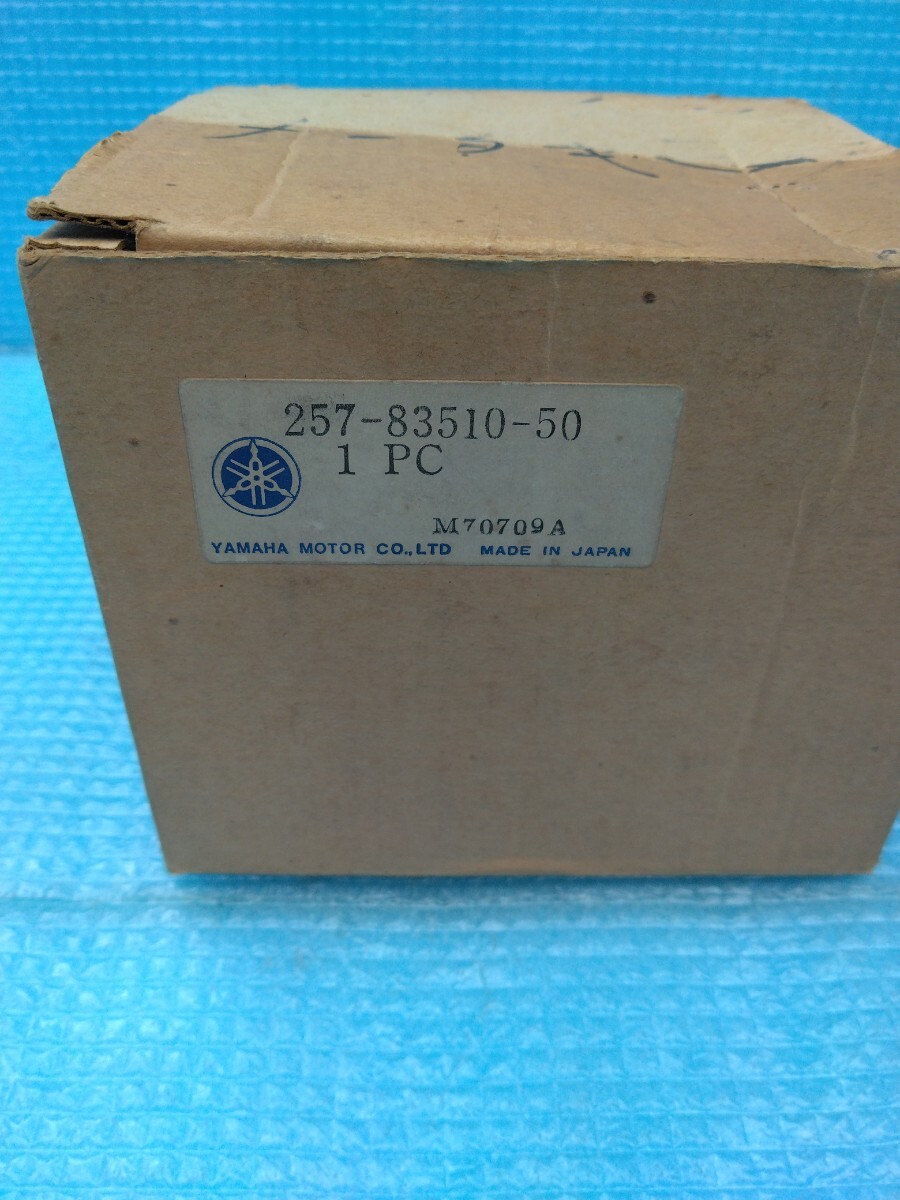 257-83510-50
1 PC
M70709A
YAMAHA MOTOR CO.,LTD MADE IN JAPAN